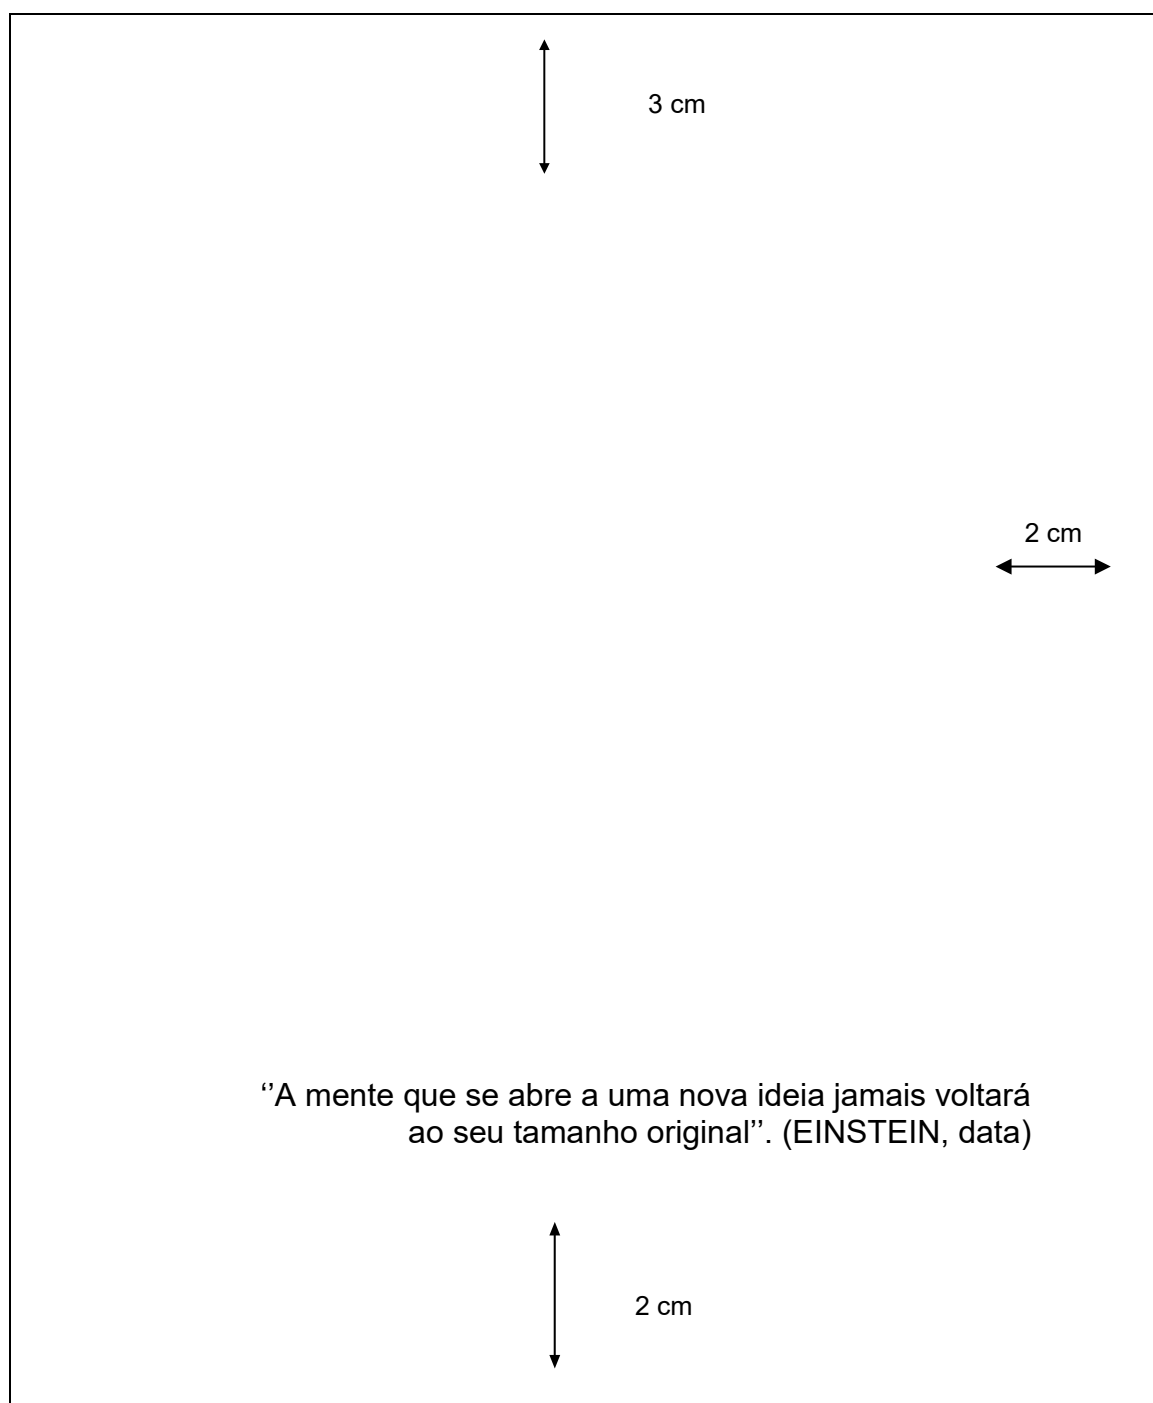 3 cm
2 cm
‘’A mente que se abre a uma nova ideia jamais voltará
ao seu tamanho original’’. (EINSTEIN, data)
2 cm